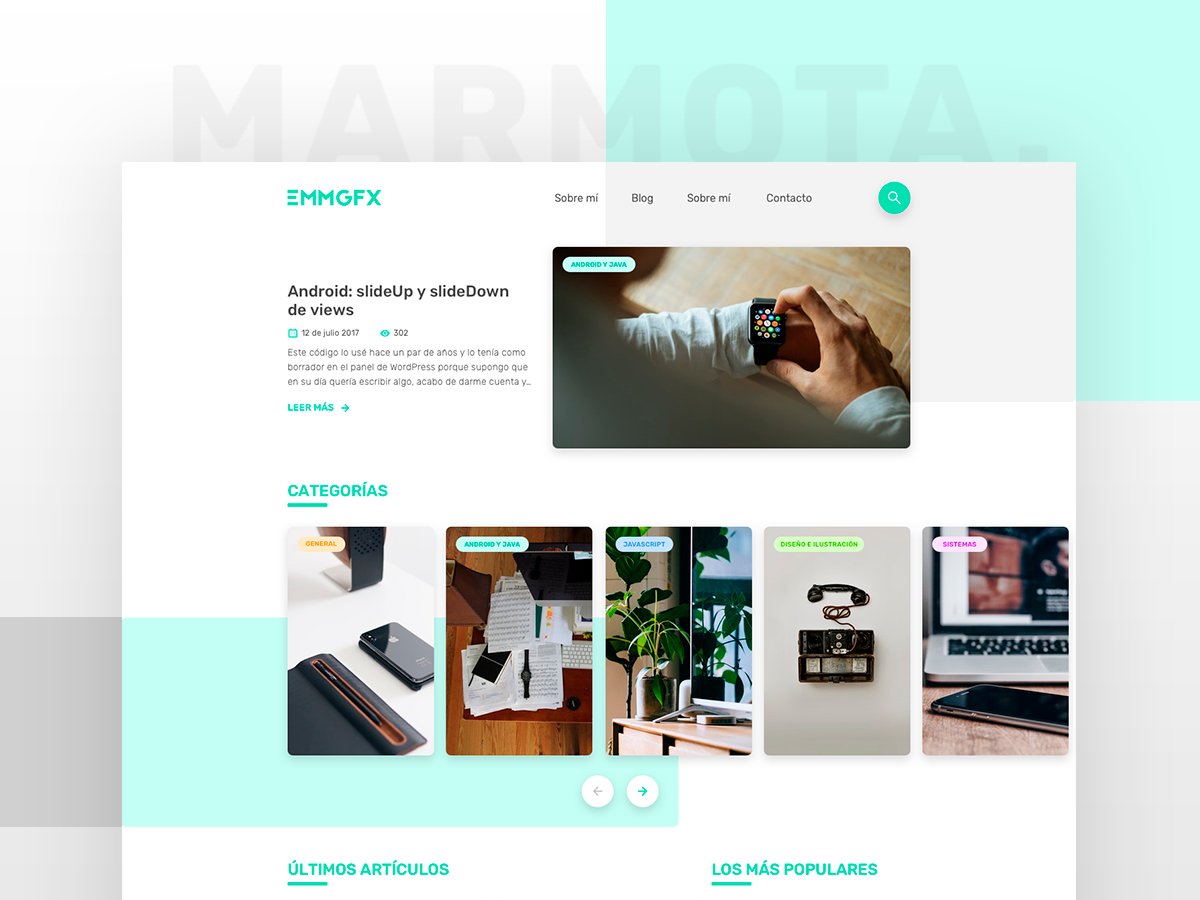 MARMOTA.
EMMGFX
Sobre mí
Blog
Sobre mí
Contacto
ANDROID Y JAVA
Android: slideUp y slideDown
de views
12 de julio 2017
302
Este código lo usé hace un par de años y lo tenía como
borrador en el panel de WordPress porque supongo que
en su día quería escribir algo, acabo de darme cuenta y...
LEER MÁS
CATEGORÍAS
GENERAL
ANDROID Y JAVA
JAVASCRIPT
DISEÑO E ILUSTRACIÓN
SISTEMAS
ÚLTIMOS ARTÍCULOS
LOS MÁS POPULARES